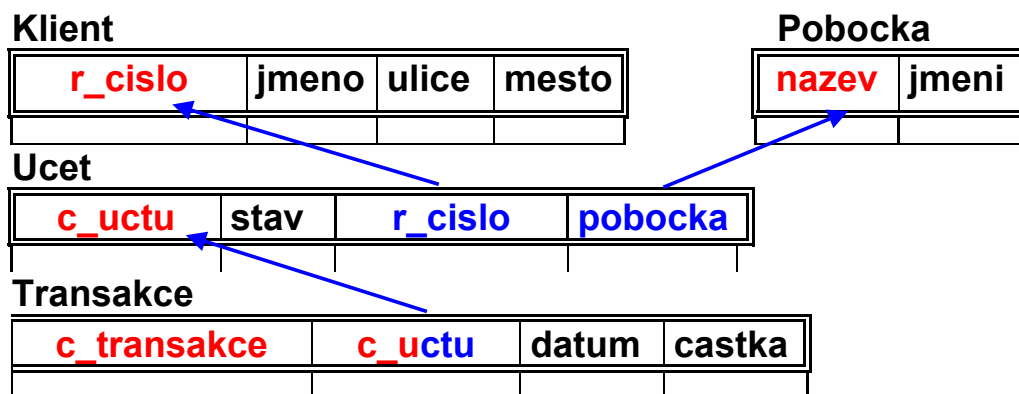 Klient Pobocka
r_cislo jmeno ulice mesto nazev jmeni
Ucet
c_uctu stav r_cislo pobocka
Transakce
c_transakce c_uctu datum castka